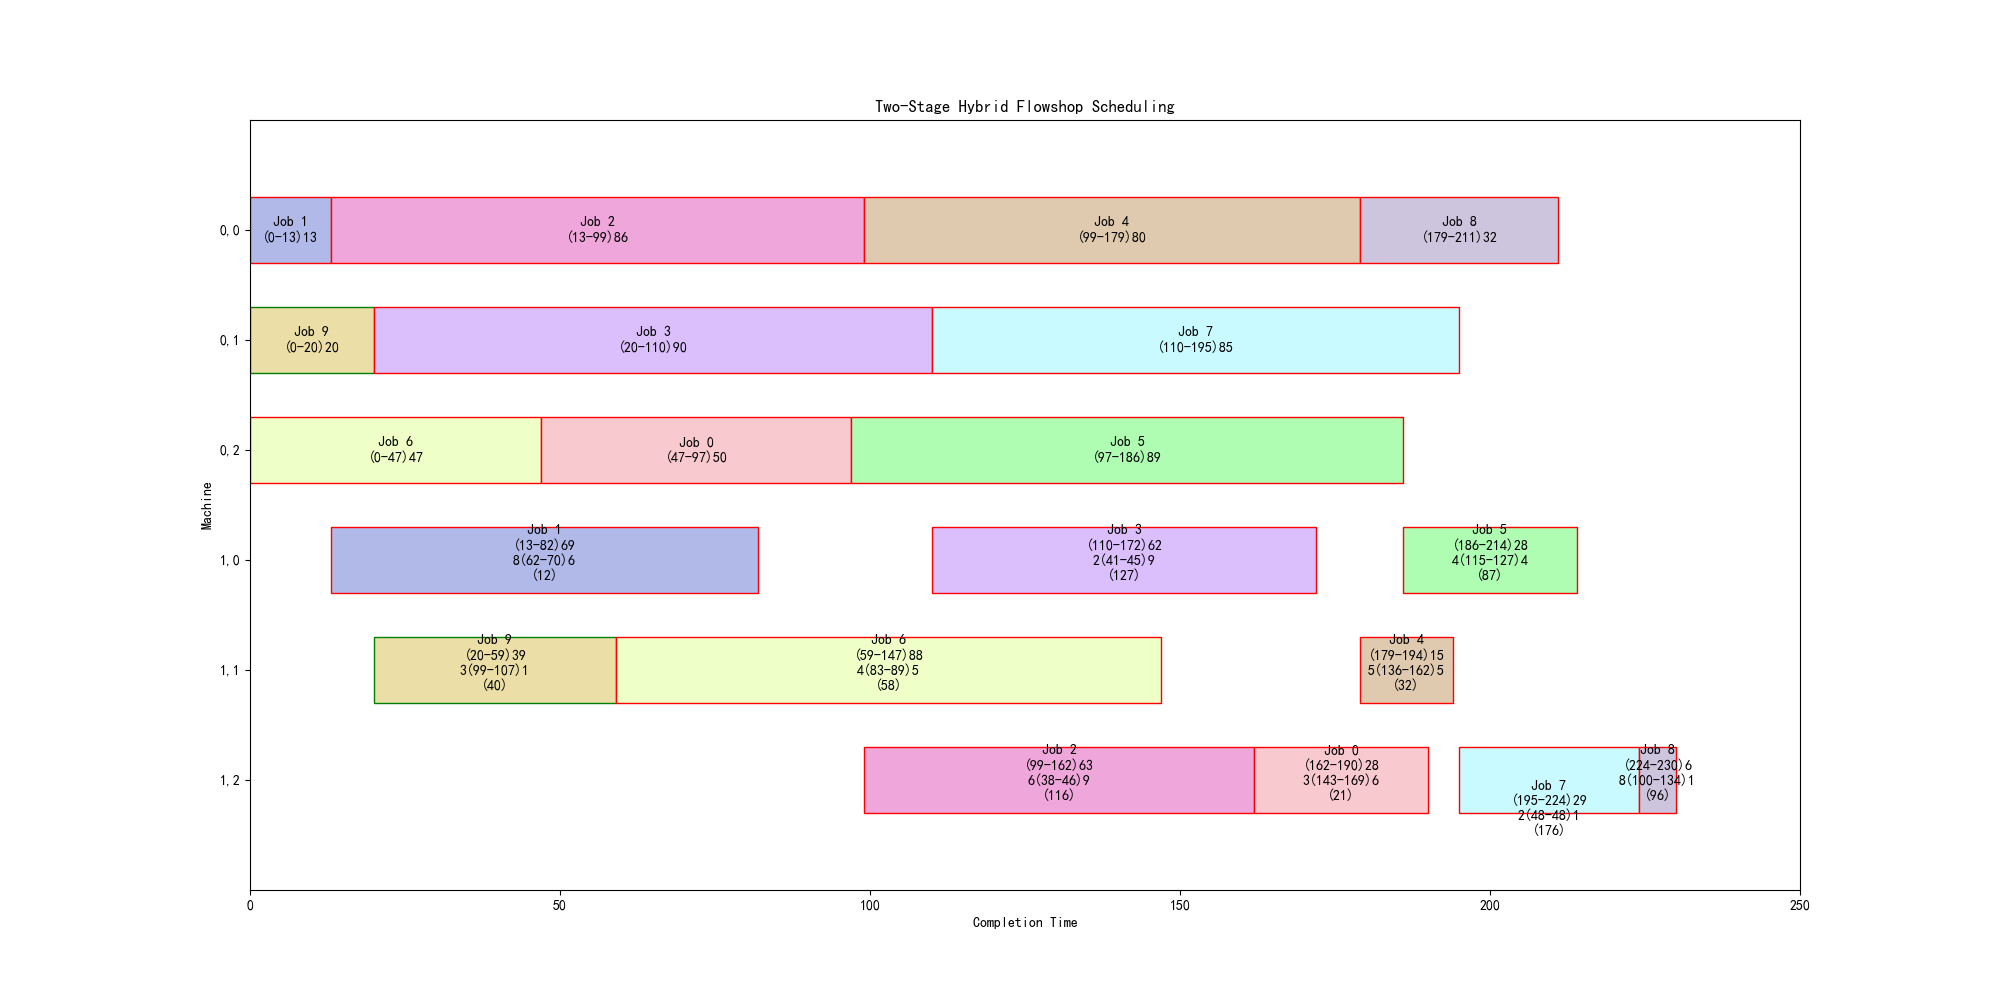 Two-Stage Hybrid Flowshop Scheduling
0,0
Job 1
(0-13)13
Job 2
(13-99)86
Job 4
(99-179)80
Job 8
(179-211)32
0,1
Job 9
(0-20)20
Job 3
(20-110)90
Job 7
(110-195)85
0,2
Job 6
(0-47)47
Job 0
(47-97)50
Job 5
(97-186)89
Machine
1,0
Job 1
(13-82)69
8(62-70)6
(12)
Job 3
(110-172)62
2(41-45)9
(127)
Job 5
(186-214)28
4(115-127)4
(87)
1,1
Job 9
(20-59)39
3(99-107)1
(40)
Job 6
(59-147)88
4(83-89)5
(58)
Job 4
(179-194)15
5(136-162)5
(32)
1,2
Job 2
(99-162)63
6(38-46)9
(116)
Job 0
(162-190)28
3(143-169)6
(21)
Job 7
(195-224)29
2(48-48)1
(176)
Job 8
(224-230)6
8(100-134)1
(96)
0
50
100
150
200
250
Completion Time